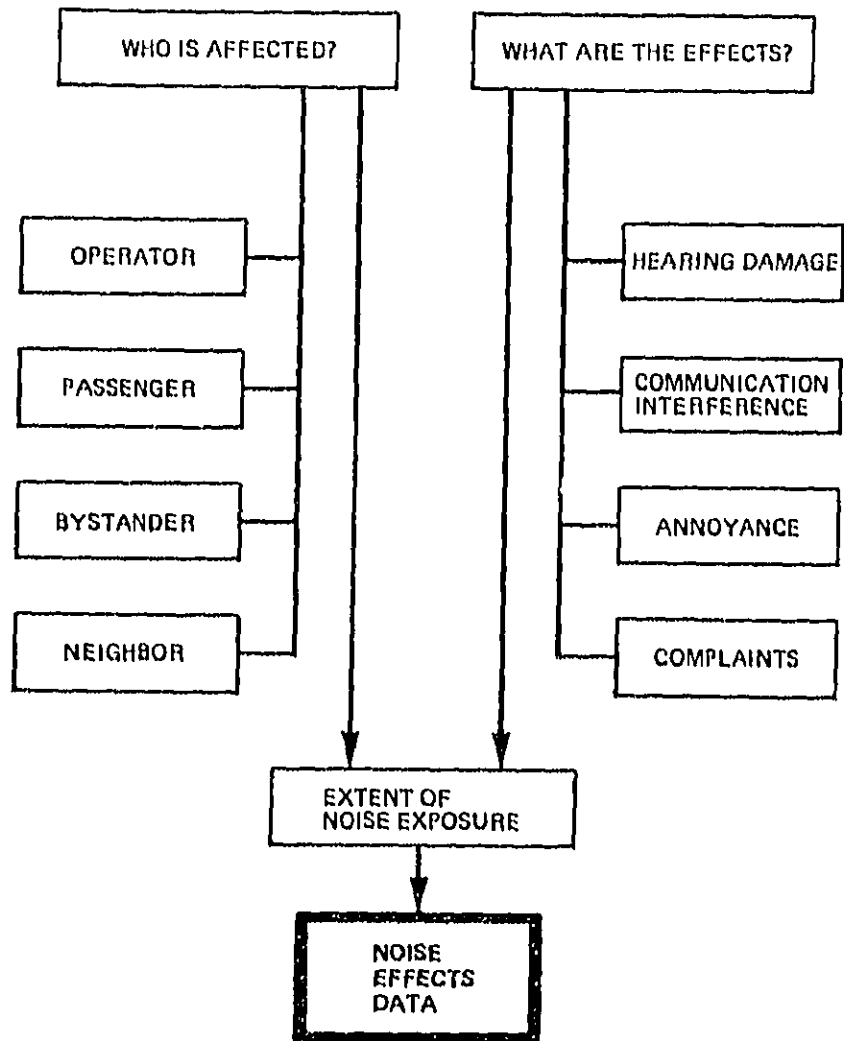 WHO IS AFFECTED?
WHAT ARE THE EFFECTS?
OPERATOR
PASSENGER
BYSTANDER
NEIGHBOR
HEARING DAMAGE
COMMUNICATION
INTERFERENCE
ANNOYANCE
COMPLAINTS
EXTENT OF
NOISE EXPOSURE
NOISE
EFFECTS
DATA